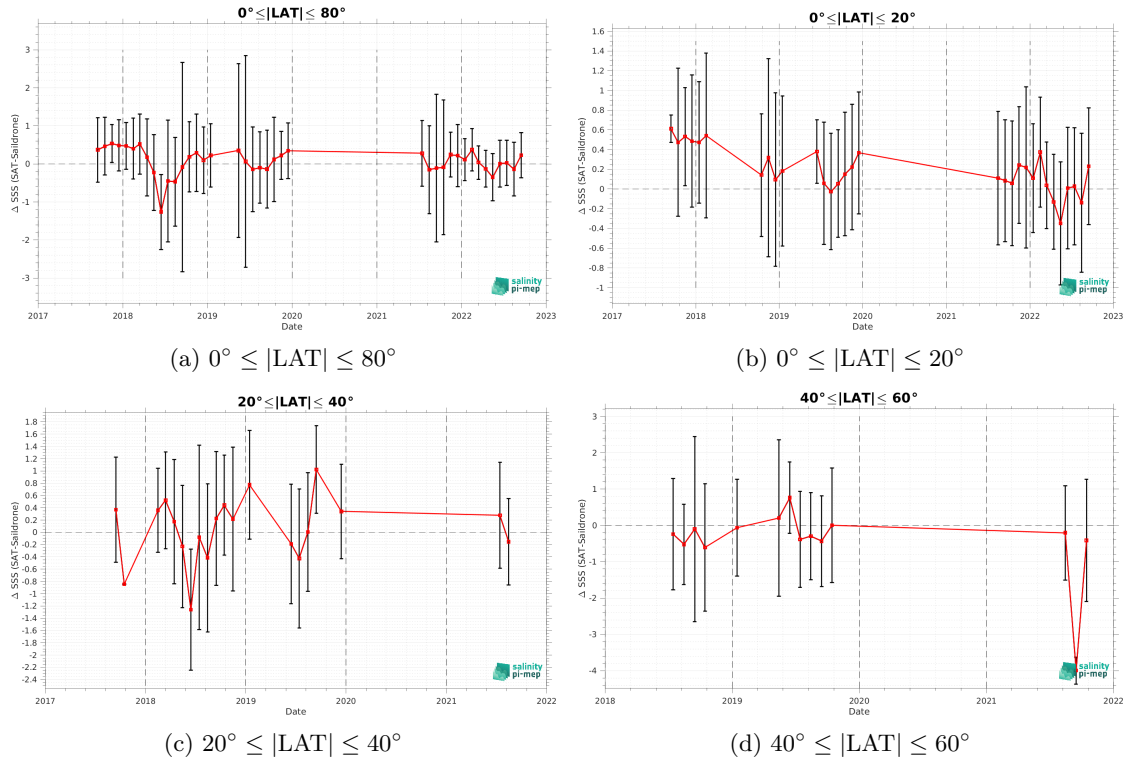 0°≤|LAT|≤ 80°
3
2
1
0
-1
-2
-3
Δ SSS (SAT-Saildrone)
2017 2018 2019 2020 2021 2022 2023
Date
salinity
pi-mep
(a) 0° ≤ |LAT| ≤ 80°
0°≤|LAT|≤ 20°
1.6
1.4
1.2
1
0.8
0.6
0.4
0.2
0
-0.2
-0.4
-0.6
-0.8
-1
Δ SSS (SAT-Saildrone)
2017 2018 2019 2020 2021 2022 2023
Date
salinity
pi-mep
(b) 0° ≤ |LAT| ≤ 20°
20°≤|LAT|≤ 40°
1.8
1.6
1.4
1.2
1
0.8
0.6
0.4
0.2
0
-0.2
-0.4
-0.6
-0.8
-1
-1.2
-1.4
-1.6
-1.8
-2
-2.2
-2.4
Δ SSS (SAT-Saildrone)
2017 2018 2019 2020 2021 2022
Date
salinity
pi-mep
(c) 20° ≤ |LAT| ≤ 40°
40°≤|LAT|≤ 60°
3
2
1
0
-1
-2
-3
-4
Δ SSS (SAT-Saildrone)
2018 2019 2020 2021 2022
Date
salinity
pi-mep
(d) 40° ≤ |LAT| ≤ 60°